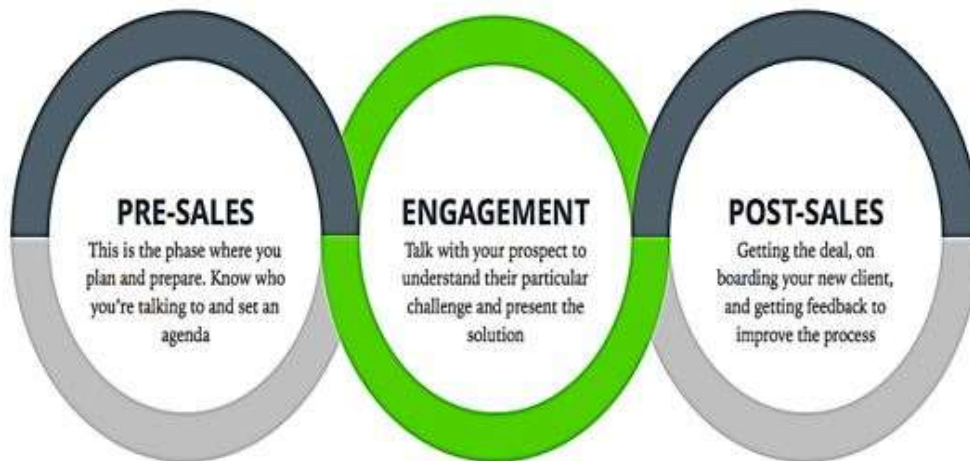 PRE-SALES
This is the phase where you
plan and prepare. Know who
you're talking to and set an
agenda
ENGAGEMENT
Talk with your prospect to
understand their particular
challenge and present the
solution
POST-SALES
Getting the deal, on
boarding your new client,
and getting feedback to
improve the process